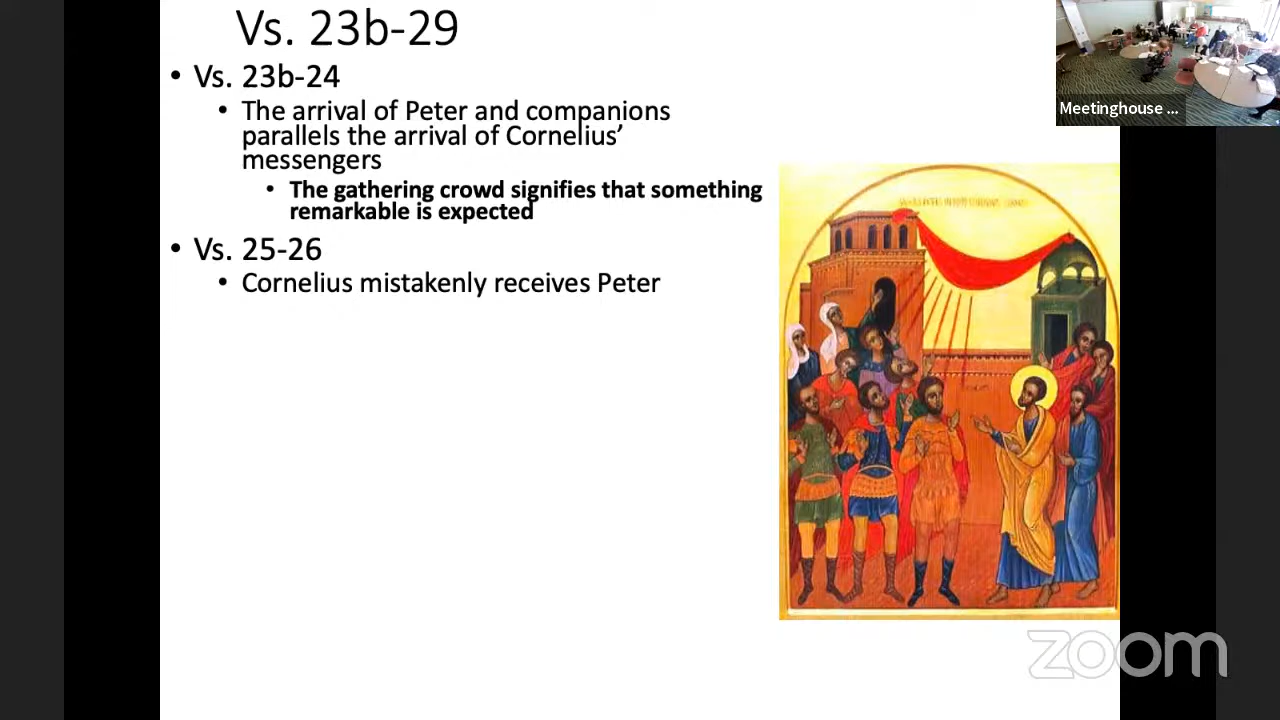 Vs. 23b-29
• Vs. 23b-24
• The arrival of Peter and companions
parallels the arrival of Cornelius’
messengers
• The gathering crowd signifies that something
remarkable is expected
• Vs. 25-26
• Cornelius mistakenly receives Peter
Meetinghouse ...
zoom